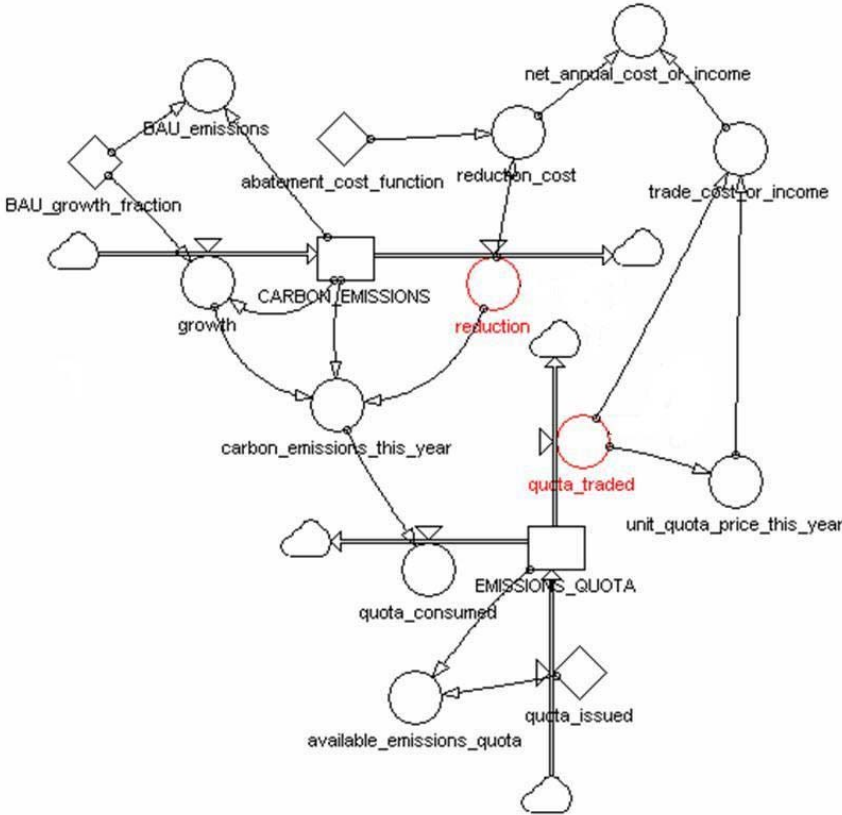 net_annual_cost_or_income
BAU_emissions
abatement_cost_function
reduction_cost
trade_cost_or_income
BAU_growth_fraction
CARBON_EMISSIONS
growth
reduction
carbon_emissions_this_year
quota_traded
unit_quota_price_this_year
EMISSIONS_QUOTA
quota_consumed
quota_issued
available_emissions_quota